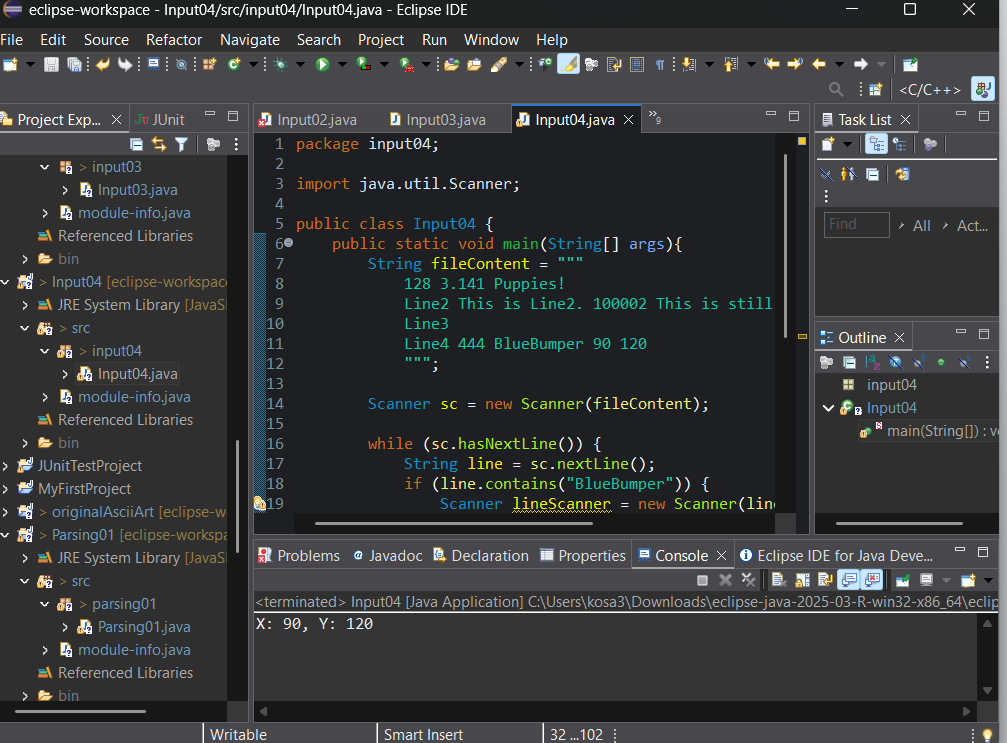 eclipse-workspace - Input04/src/input04/Input04.java - Eclipse IDE
File Edit Source Refactor Navigate Search Project Run Window Help
<C/C++>
Project Exp... JUnit
> input03
Input03.java
module-info.java
Referenced Libraries
bin
> Input04 [eclipse-workspac
JRE System Library [JavaS
> src
> input04
Input04.java
module-info.java
Referenced Libraries
bin
JUnitTestProject
MyFirstProject
> originalAsciiArt [eclipse-w
> Parsing01 [eclipse-workspa
JRE System Library [JavaS
> src
> parsing01
Parsing01.java
module-info.java
Referenced Libraries
bin
Input02.java Input03.java Input04.java »9
1 package input04;
2
3 import java.util.Scanner;
4
5 public class Input04 {
6 public static void main(String[] args){
7 String fileContent = """
8 128 3.141 Puppies!
9 Line2 This is Line2. 100002 This is still
10 Line3
11 Line4 444 BlueBumper 90 120
12 """;
13
14 Scanner sc = new Scanner(fileContent);
15
16 while (sc.hasNextLine()) {
17 String line = sc.nextLine();
18 if (line.contains("BlueBumper")) {
19 Scanner lineScanner = new Scanner(line
Task List
Find All Act...
Outline
input04
Input04
main(String[]) : vo
Problems Javadoc Declaration Properties Console Eclipse IDE for Java Deve...
<terminated> Input04 [Java Application] C:\Users\kosa3\Downloads\eclipse-java-2025-03-R-win32-x86_64\eclip
X: 90, Y: 120
Writable Smart Insert 32 ...102